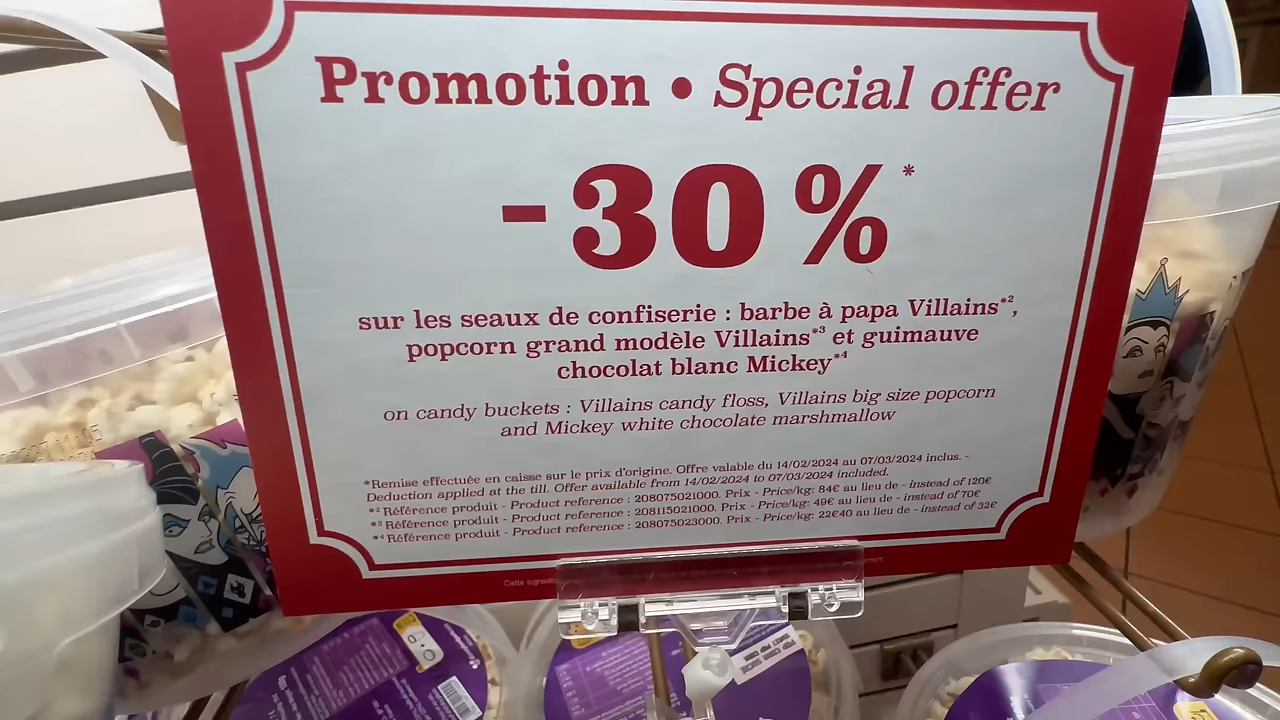 Promotion • Special offer
-30%*
sur les seaux de confiserie : barbe à papa Villains*²,
popcorn grand modèle Villains*³ et guimauve
chocolat blanc Mickey*⁴
on candy buckets : Villains candy floss, Villains big size popcorn
and Mickey white chocolate marshmallow
*Remise effectuée en caisse sur le prix d'origine. Offre valable du 14/02/2024 au 07/03/2024 inclus. -
Deduction applied at the till. Offer available from 14/02/2024 to 07/03/2024 included.
*² Référence produit - Product reference : 208075021000. Prix - Price/kg: 84€ au lieu de - instead of 120€
*³ Référence produit - Product reference : 208115021000. Prix - Price/kg: 49€ au lieu de - instead of 70€
*⁴ Référence produit - Product reference : 208075023000. Prix - Price/kg: 22€40 au lieu de - instead of 32€
POP CORN SUCRE
SWEET POP CORN